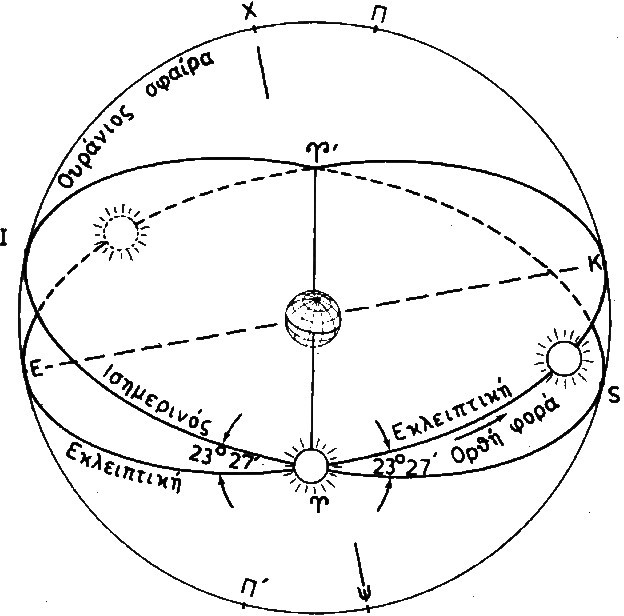 Χ
Π
Ουράνιος σφαίρα
♈'
Ι
Κ
Ε
Ισημερινός
Εκλειπτική
Ορθή φορά
S
Εκλειπτική
23° 27′
23° 27′
♈
Π′
Ψ